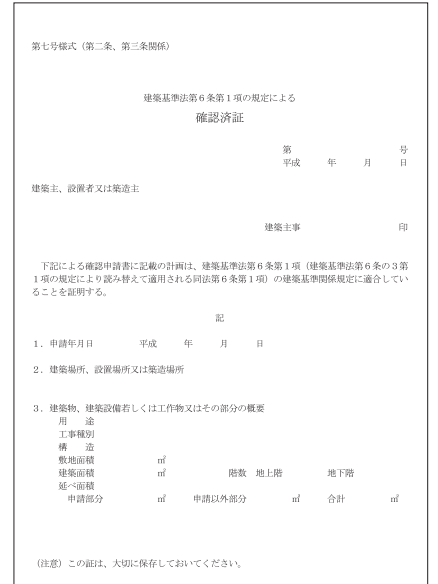 第七号様式（第二条、第三条関係）
建築基準法第６条第１項の規定による
確認済証
第　　　　　　　　号
平成　　年　　月　　日
建築主、設置者又は築造主
建築主事　　　　　　　　印
下記による確認申請書に記載の計画は、建築基準法第６条第１項（建築基準法第６条の３第
１項の規定により読み替えて適用される同法第６条第１項）の建築基準関係規定に適合してい
ることを証明する。
記
１．申請年月日　　　平成　　年　　月　　日
２．建築場所、設置場所又は築造場所
３．建築物、建築設備若しくは工作物又はその部分の概要
用　　途
工事種別
構　　造
敷地面積　　　　　㎡
建築面積　　　　　㎡　　　　　階数　地上階　　　　地下階
延べ面積
申請部分　　　　㎡　　申請以外部分　　　　㎡　　合計　　　　㎡
（注意）この証は、大切に保存しておいてください。